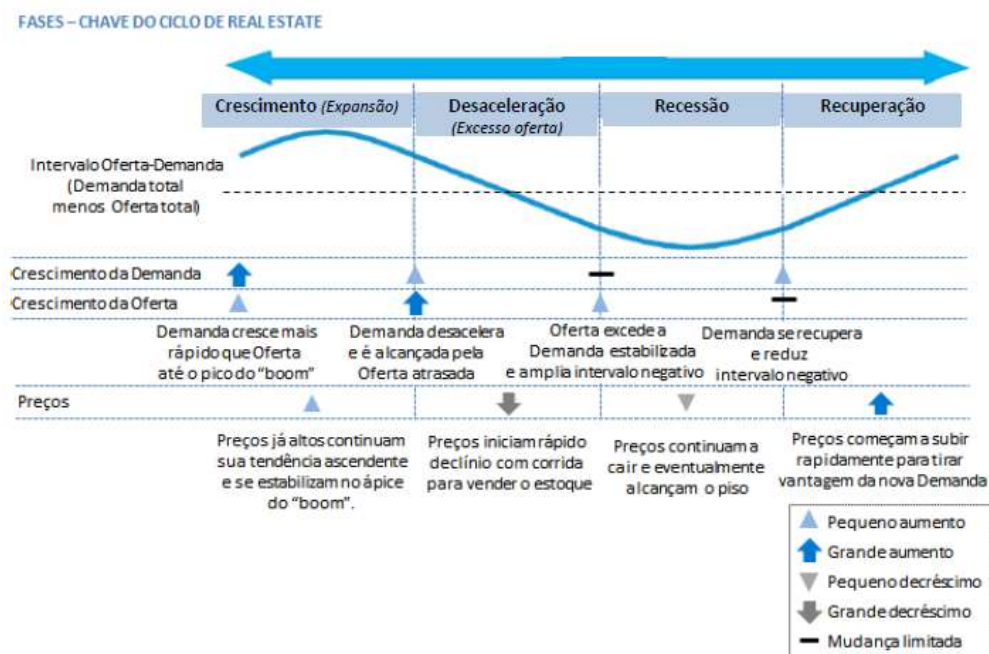 FASES – CHAVE DO CICLO DE REAL ESTATE
Crescimento (Expansão)
Desaceleração
(Excesso oferta)
Recessão
Recuperação
Intervalo Oferta-Demanda
(Demanda total
menos Oferta total)
Crescimento da Demanda
Crescimento da Oferta
Demanda cresce mais
rápido que Oferta
até o pico do “boom”
Demanda desacelera
e é alcançada pela
Oferta atrasada
Oferta excede a
Demanda estabilizada
e amplia intervalo negativo
Demanda se recupera
e reduz
intervalo negativo
Preços
Preços já altos continuam
sua tendência ascendente
e se estabilizam no ápice
do “boom”.
Preços iniciam rápido
declínio com corrida
para vender o estoque
Preços continuam a
cair e eventualmente
alcançam o piso
Preços começam a subir
rapidamente para tirar
vantagem da nova Demanda
Pequeno aumento
Grande aumento
Pequeno decréscimo
Grande decréscimo
Mudança limitada